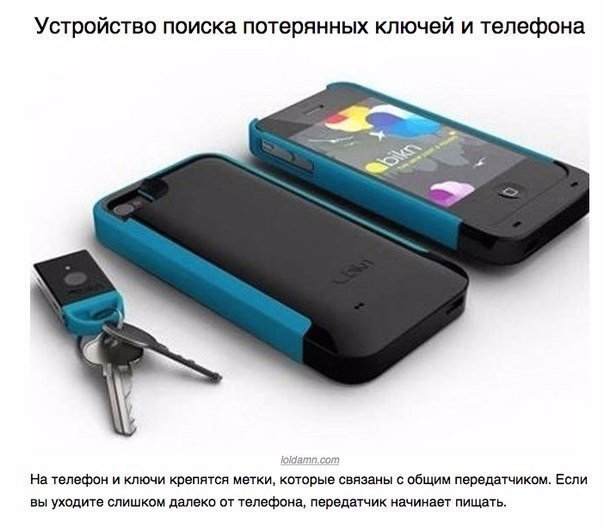 Устройство поиска потерянных ключей и телефона
bikn
loldamn.com
На телефон и ключи крепятся метки, которые связаны с общим передатчиком. Если
вы уходите слишком далеко от телефона, передатчик начинает пищать.